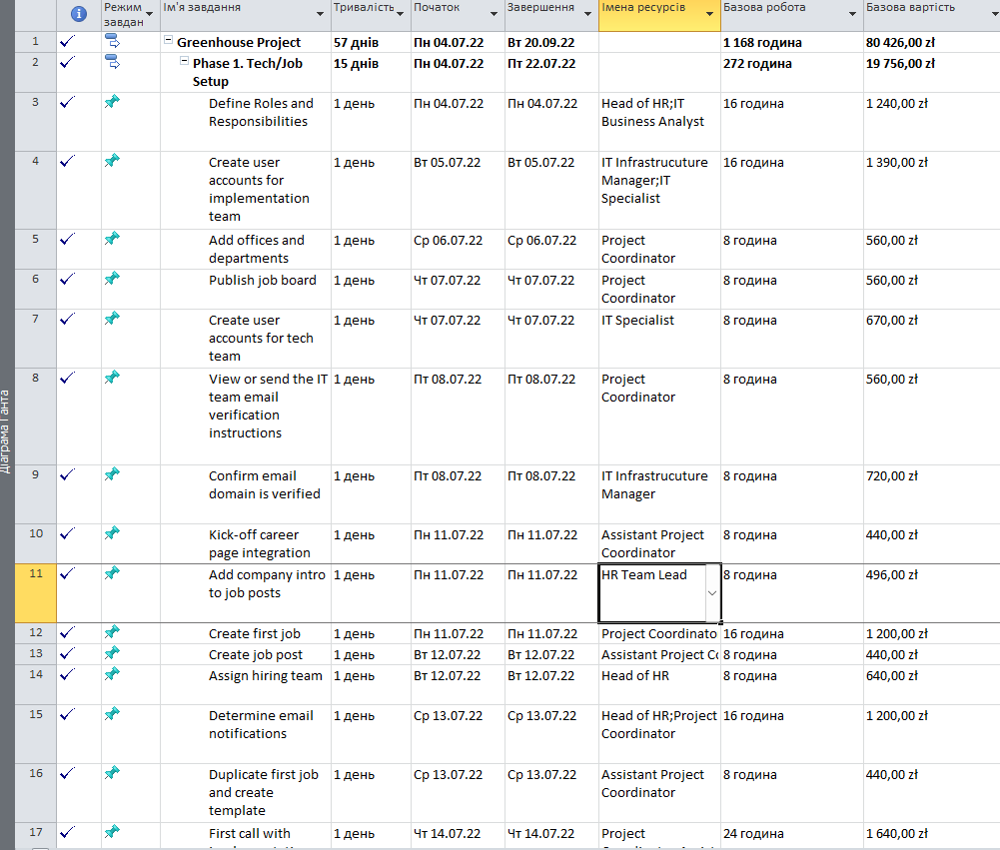 Режим завдан Ім'я завдання Тривалість Початок Завершення Імена ресурсів Базова робота Базова вартість
1 Greenhouse Project 57 днів Пн 04.07.22 Вт 20.09.22 1 168 година 80 426,00 zł
2 Phase 1. Tech/Job 15 днів Пн 04.07.22 Пт 22.07.22 272 година 19 756,00 zł
Setup
3 Define Roles and 1 день Пн 04.07.22 Пн 04.07.22 Head of HR;IT 16 година 1 240,00 zł
Responsibilities Business Analyst
4 Create user 1 день Вт 05.07.22 Вт 05.07.22 IT Infrastrucuture 16 година 1 390,00 zł
accounts for Manager;IT
implementation Specialist
team
5 Add offices and 1 день Ср 06.07.22 Ср 06.07.22 Project 8 година 560,00 zł
departments Coordinator
6 Publish job board 1 день Чт 07.07.22 Чт 07.07.22 Project 8 година 560,00 zł
Coordinator
7 Create user 1 день Чт 07.07.22 Чт 07.07.22 IT Specialist 8 година 670,00 zł
accounts for tech
team
8 View or send the IT 1 день Пт 08.07.22 Пт 08.07.22 Project 8 година 560,00 zł
team email Coordinator
verification
instructions
Діаграма Ганта
9 Confirm email 1 день Пт 08.07.22 Пт 08.07.22 IT Infrastrucuture 8 година 720,00 zł
domain is verified Manager
10 Kick-off career 1 день Пн 11.07.22 Пн 11.07.22 Assistant Project 8 година 440,00 zł
page integration Coordinator
11 Add company intro 1 день Пн 11.07.22 Пн 11.07.22 HR Team Lead 8 година 496,00 zł
to job posts
12 Create first job 1 день Пн 11.07.22 Пн 11.07.22 Project Coordinato 16 година 1 200,00 zł
13 Create job post 1 день Вт 12.07.22 Вт 12.07.22 Assistant Project Cc 8 година 440,00 zł
14 Assign hiring team 1 день Вт 12.07.22 Вт 12.07.22 Head of HR 8 година 640,00 zł
15 Determine email 1 день Ср 13.07.22 Ср 13.07.22 Head of HR;Project 16 година 1 200,00 zł
notifications Coordinator
16 Duplicate first job 1 день Ср 13.07.22 Ср 13.07.22 Assistant Project 8 година 440,00 zł
and create Coordinator
template
17 First call with 1 день Чт 14.07.22 Чт 14.07.22 Project 24 година 1 640,00 zł